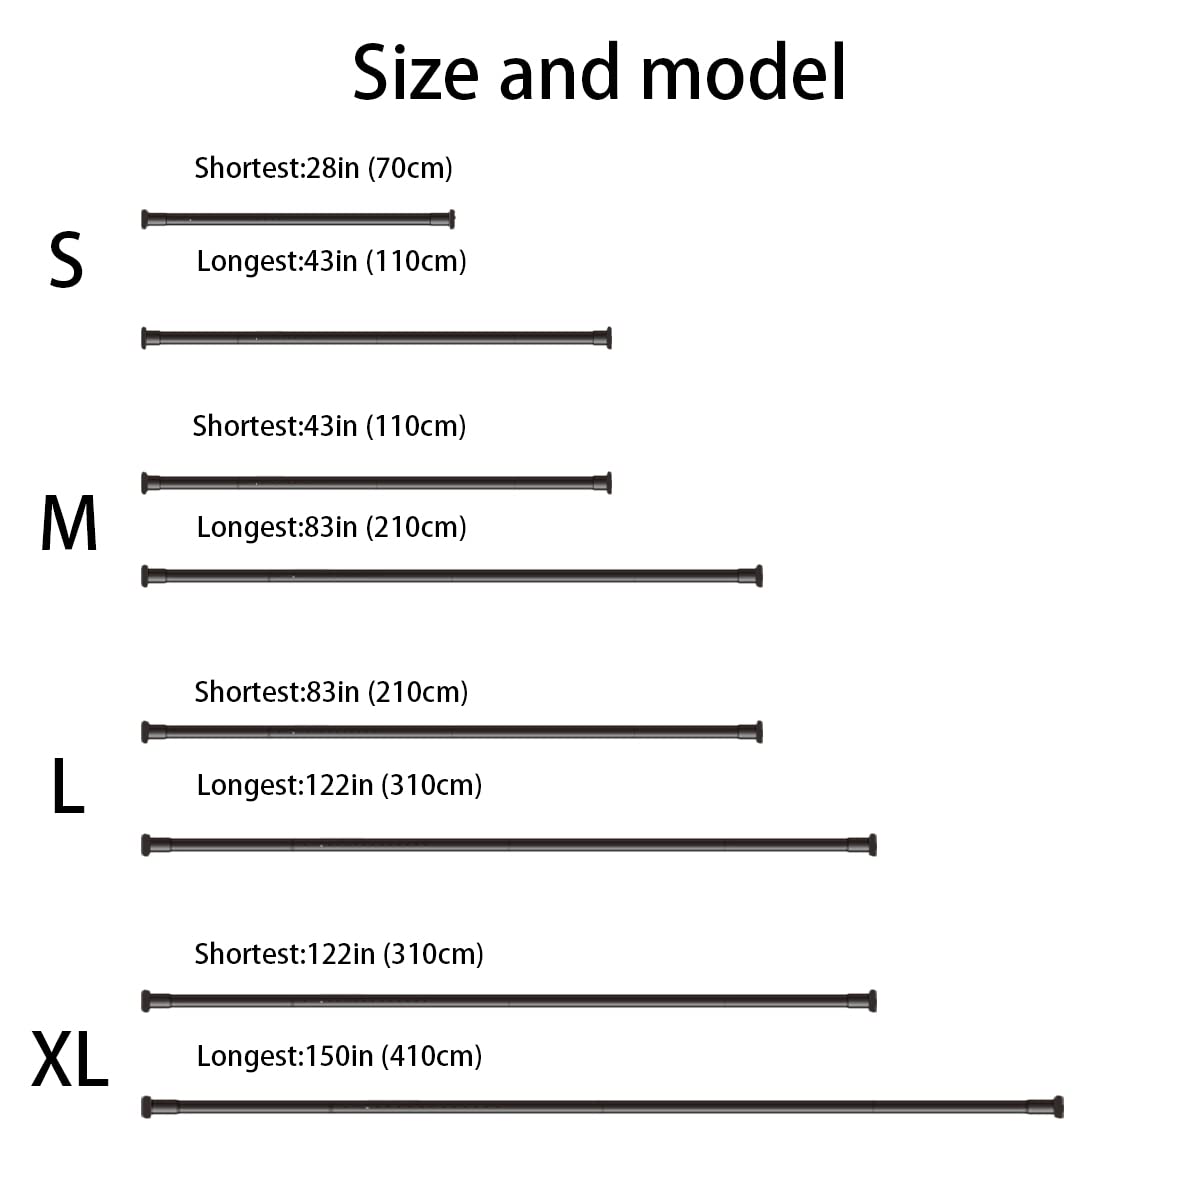 Size and model
Shortest:28in (70cm)
S
Longest:43in (110cm)
Shortest:43in (110cm)
M
Longest:83in (210cm)
Shortest:83in (210cm)
L
Longest:122in (310cm)
Shortest:122in (310cm)
XL
Longest:150in (410cm)